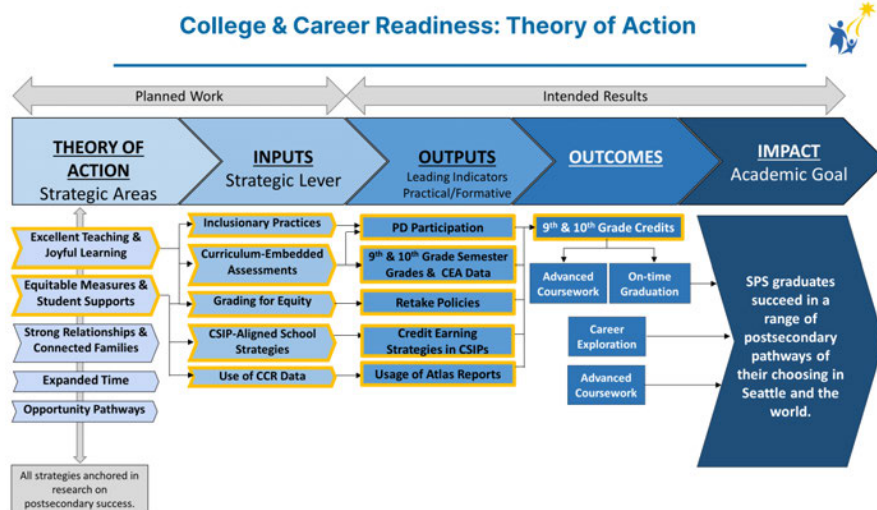 College & Career Readiness: Theory of Action
Planned Work
Intended Results
THEORY OF
ACTION
Strategic Areas
INPUTS
Strategic Lever
OUTPUTS
Leading Indicators
Practical/Formative
OUTCOMES
IMPACT
Academic Goal
Excellent Teaching &
Joyful Learning
Equitable Measures &
Student Supports
Strong Relationships &
Connected Families
Expanded Time
Opportunity Pathways
All strategies anchored in
research on
postsecondary success.
Inclusionary Practices
Curriculum-Embedded
Assessments
Grading for Equity
CSIP-Aligned School
Strategies
Use of CCR Data
PD Participation
9th & 10th Grade Semester
Grades & CEA Data
Retake Policies
Credit Earning
Strategies in CSIPs
Usage of Atlas Reports
9th & 10th Grade Credits
Advanced
Coursework
On-time
Graduation
Career
Exploration
Advanced
Coursework
SPS graduates
succeed in a
range of
postsecondary
pathways of
their choosing in
Seattle and the
world.